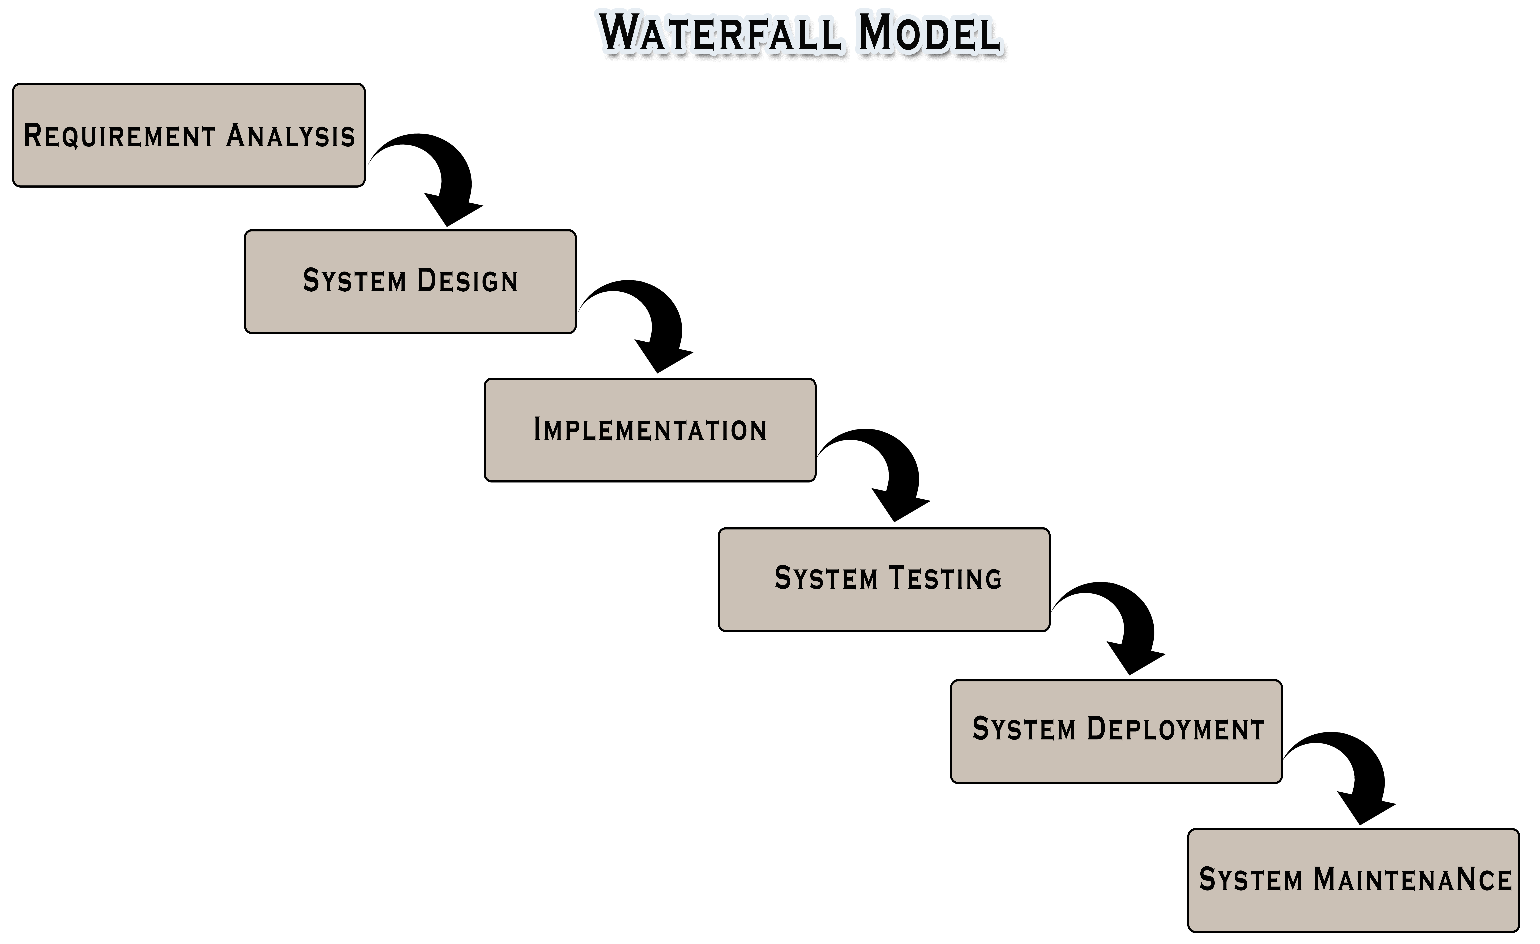 Waterfall Model
Requirement Analysis
System Design
Implementation
System Testing
System Deployment
System MaintenaNce